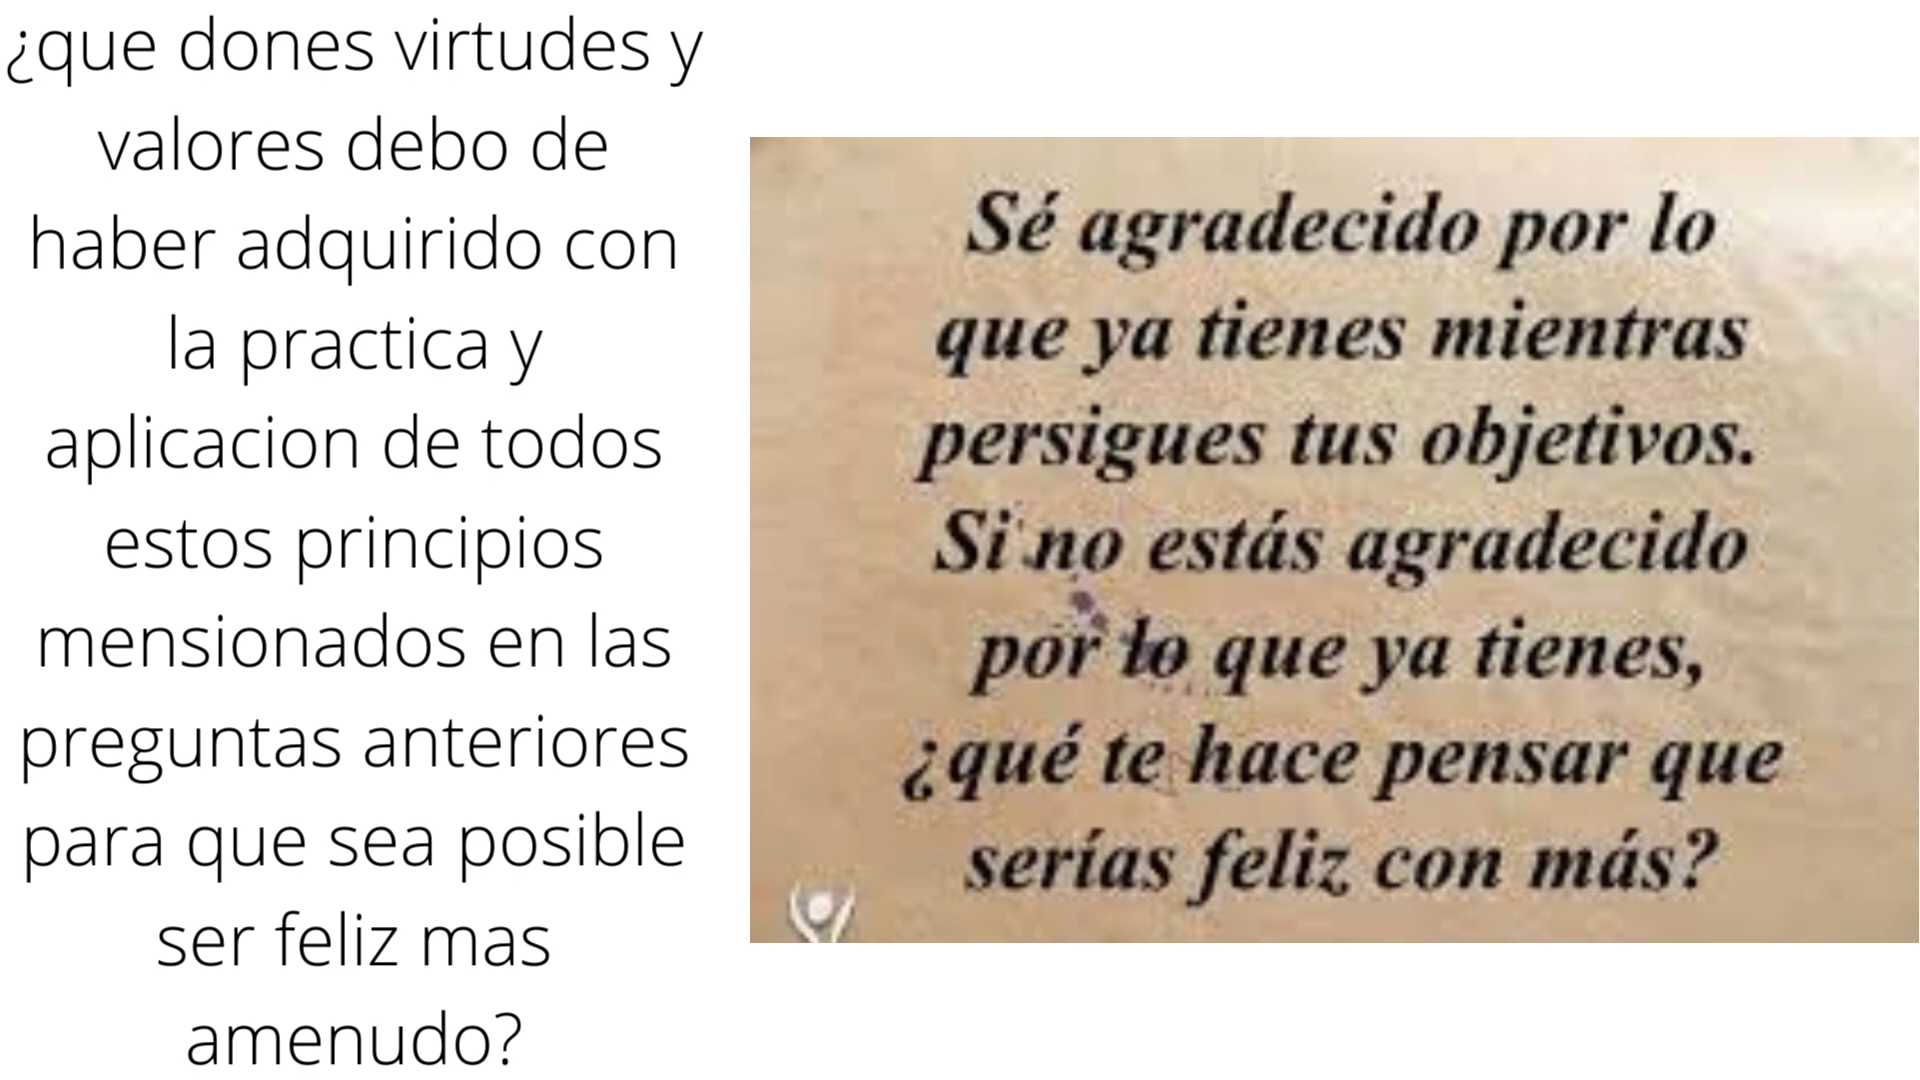 ¿que dones virtudes y
valores debo de
haber adquirido con
la practica y
aplicacion de todos
estos principios
mensionados en las
preguntas anteriores
para que sea posible
ser feliz mas
amenudo?
Sé agradecido por lo
que ya tienes mientras
persigues tus objetivos.
Si no estás agradecido
por lo que ya tienes,
¿qué te hace pensar que
serías feliz con más?